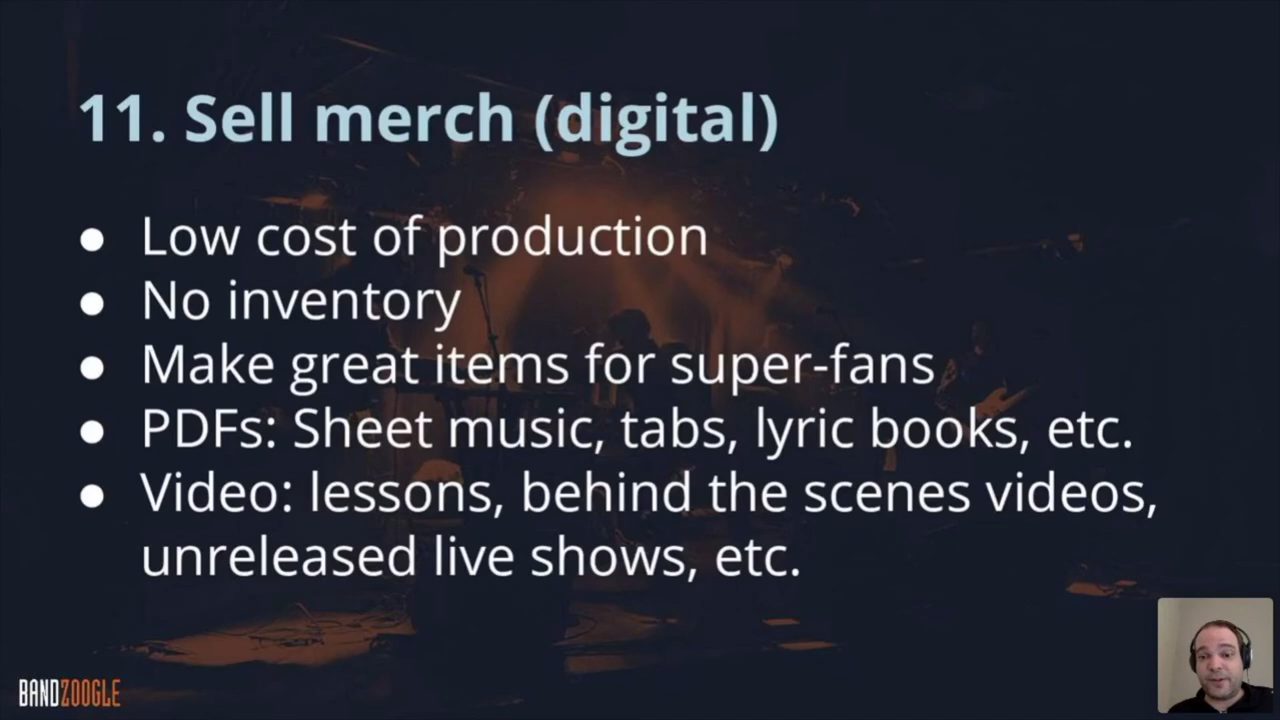 11. Sell merch (digital)
● Low cost of production
● No inventory
● Make great items for super-fans
● PDFs: Sheet music, tabs, lyric books, etc.
● Video: lessons, behind the scenes videos,
unreleased live shows, etc.
BANDZOOGLE